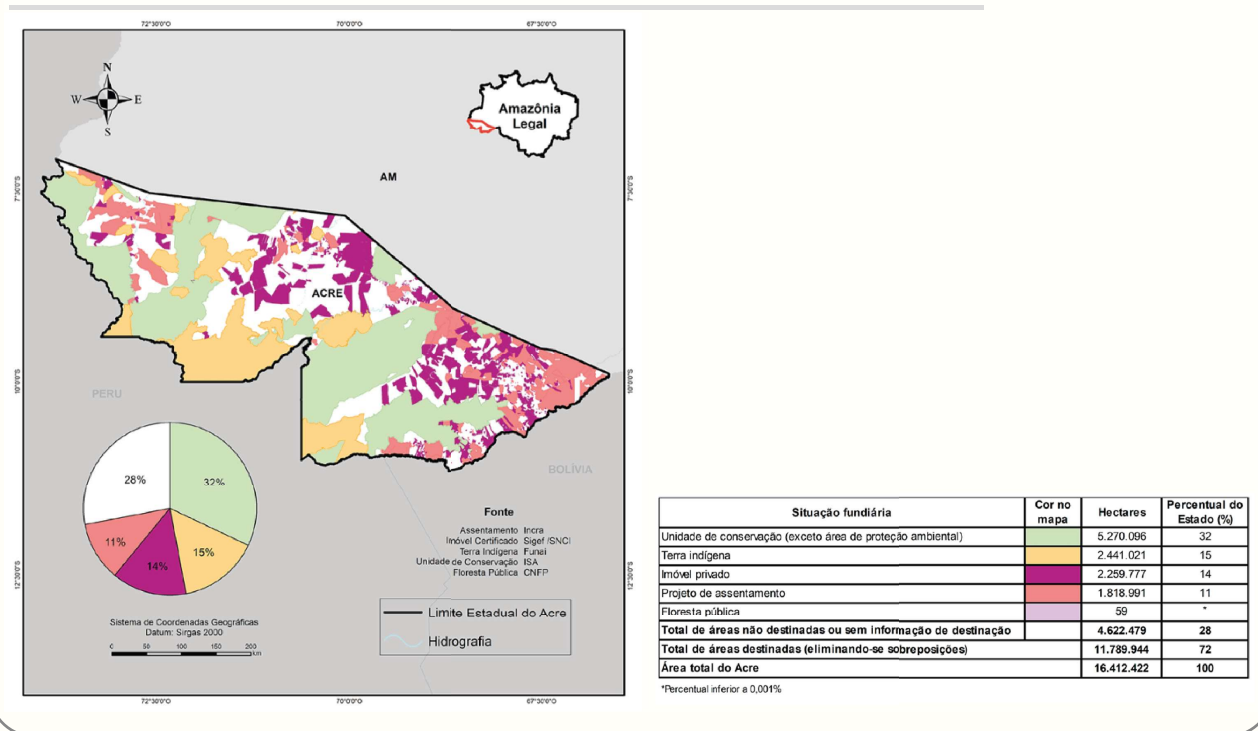 72°30'0"O 70°0'0"O 67°30'0"O
N
W E
S
Amazônia
Legal
AM
7°30'0"S 7°30'0"S
ACRE
10°0'0"S 10°0'0"S
PERU
BOLÍVIA
28%
32%
11%
14%
15%
Fonte
Assentamento Incra
Imóvel Certificado Sigef /SNCI
Terra Indígena Funai
Unidade de Conservação ISA
Floresta Pública CNFP
12°30'0"S 12°30'0"S
Limite Estadual do Acre
Hidrografia
Sistema de Coordenadas Geográficas
Datum: Sirgas 2000
0 50 100 150 200
km
72°30'0"O 70°0'0"O 67°30'0"O
Situação fundiária Cor no mapa Hectares Percentual do Estado (%)
Unidade de conservação (exceto área de proteção ambiental) 5.270.096 32
Terra indígena 2.441.021 15
Imóvel privado 2.259.777 14
Projeto de assentamento 1.818.991 11
Floresta pública 59 *
Total de áreas não destinadas ou sem informação de destinação 4.622.479 28
Total de áreas destinadas (eliminando-se sobreposições) 11.789.944 72
Área total do Acre 16.412.422 100
*Percentual inferior a 0,001%